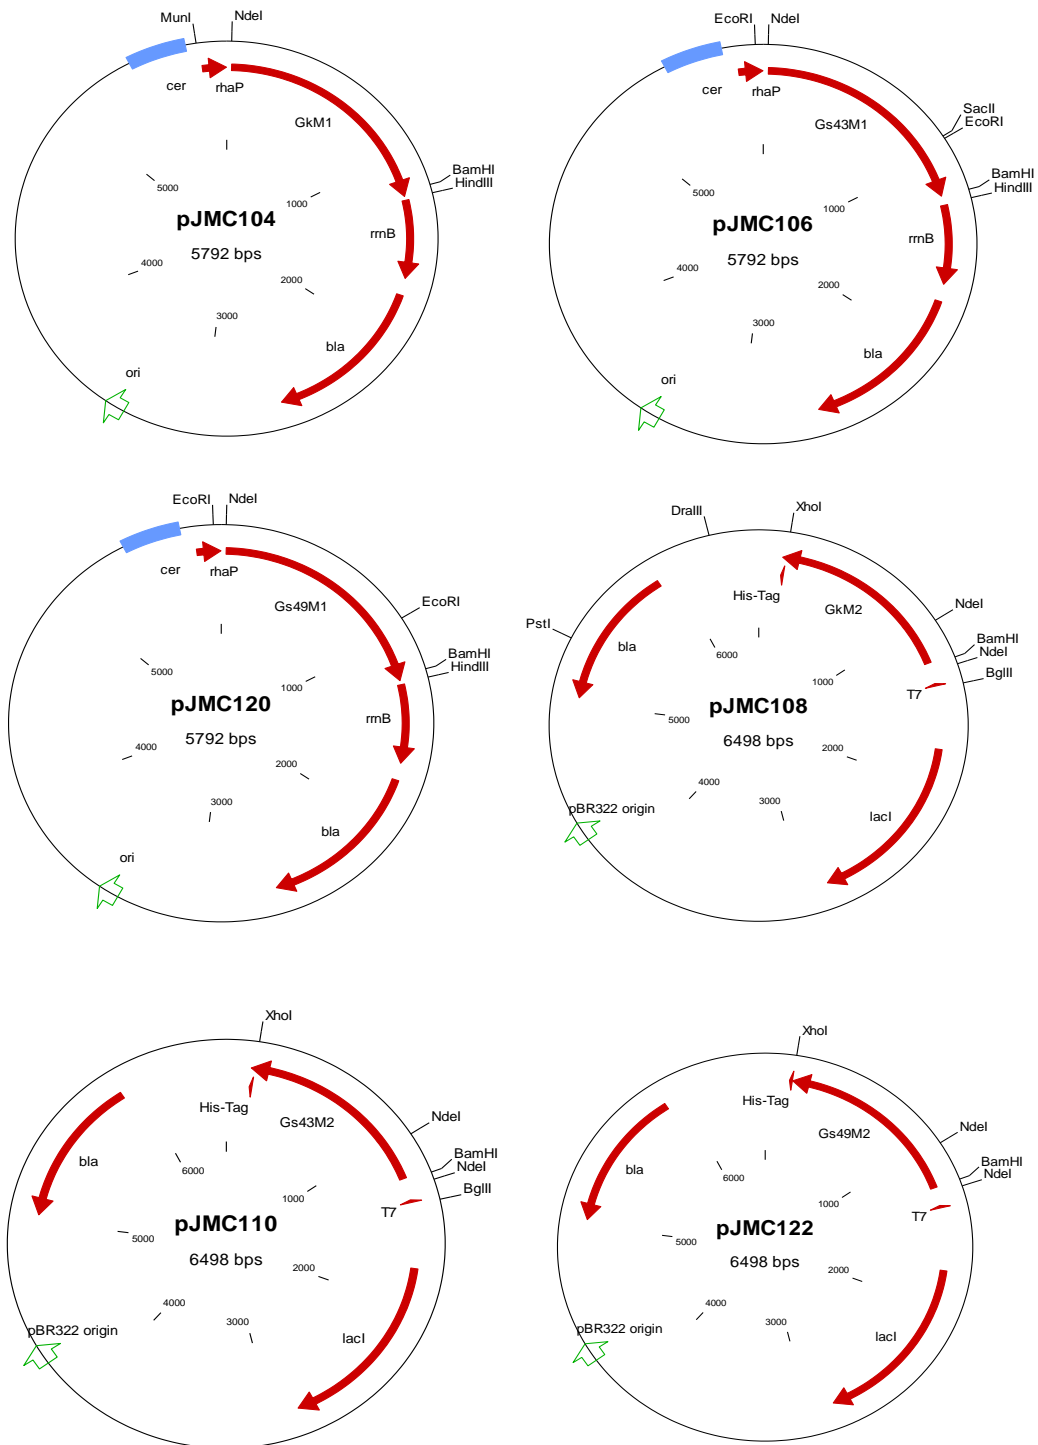 MunI NdeI
cer rhaP
GkM1
BamHI
HindIII
5000
1000
pJMC104
5792 bps
rrnB
4000
2000
3000
bla
ori
EcoRI NdeI
cer rhaP
Gs43M1
SacII
EcoRI
BamHI
HindIII
5000
1000
pJMC106
5792 bps
rrnB
4000
2000
3000
bla
ori
EcoRI NdeI
cer rhaP
Gs49M1
EcoRI
BamHI
HindIII
5000
1000
pJMC120
5792 bps
rrnB
4000
2000
3000
bla
ori
DraIII
XhoI
PstI
bla
His-Tag
GkM2
NdeI
BamHI
NdeI
BglII
6000
1000
T7
5000
pJMC108
6498 bps
2000
4000
3000
pBR322 origin
lacI
XhoI
His-Tag
Gs43M2
NdeI
bla
BamHI
NdeI
BglII
6000
1000
T7
5000
pJMC110
6498 bps
2000
4000
3000
pBR322 origin
lacI
XhoI
His-Tag
Gs49M2
NdeI
bla
BamHI
NdeI
6000
1000
T7
5000
pJMC122
6498 bps
2000
4000
3000
pBR322 origin
lacI